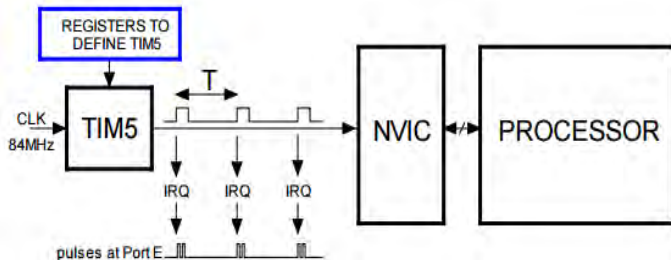 REGISTERS TO
DEFINE TIM5
T
CLK
84MHz
TIM5
NVIC
PROCESSOR
IRQ IRQ IRQ
pulses at Port E